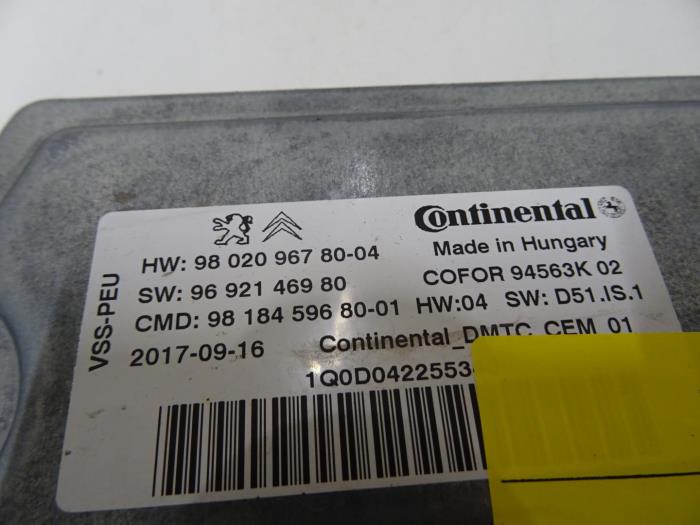 Continental
HW: 98 020 967 80-04
Made in Hungary
SW: 96 921 469 80
COFOR 94563K 02
CMD: 98 184 596 80-01 HW:04 SW: D51.IS.1
2017-09-16 Continental_DMTC_CEM_01
1Q0D0422553
VSS-PEU